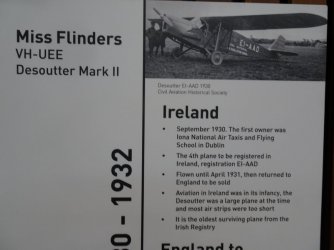 Miss Flinders
VH-UEE
Desoutter Mark II
EI-AAD
Desoutter EI-AAD 1930
Civil Aviation Historical Society
Ireland
• September 1930. The first owner was
Iona National Air Taxis and Flying
School in Dublin
• The 4th plane to be registered in
Ireland, registration EI-AAD
• Flown until April 1931, then returned to
England to be sold
• Aviation in Ireland was in its infancy, the
Desoutter was a large plane at the time
and most air strips were too short
• It is the oldest surviving plane from the
Irish Registry
30 - 1932
England to